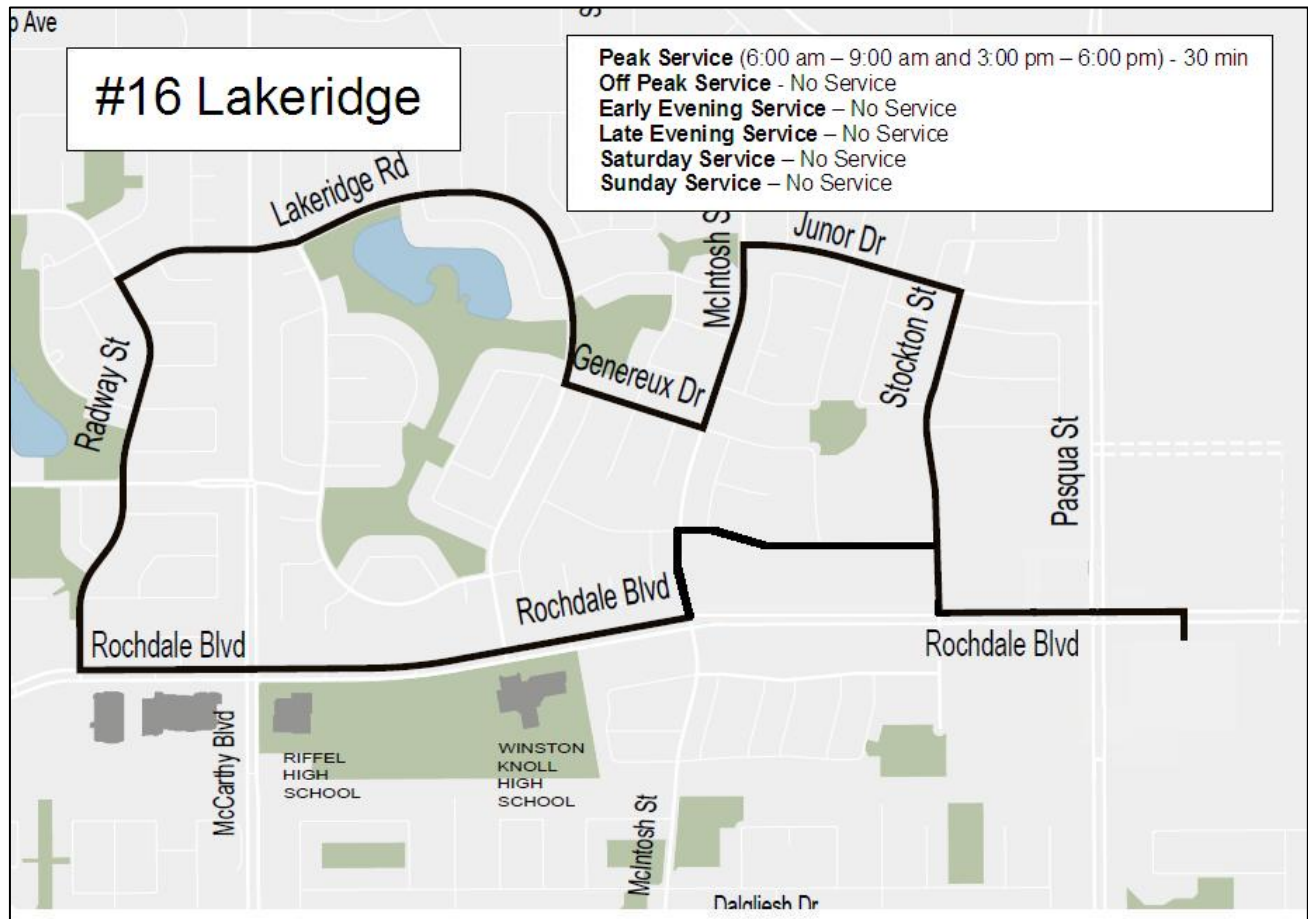 #16 Lakeridge
Peak Service (6:00 am – 9:00 am and 3:00 pm – 6:00 pm) - 30 min
Off Peak Service - No Service
Early Evening Service – No Service
Late Evening Service – No Service
Saturday Service – No Service
Sunday Service – No Service
Ave
Lakeridge Rd
McIntosh S
Junor Dr
Radway St
Genereux Dr
Stockton St
Pasqua St
Rochdale Blvd
Rochdale Blvd
Rochdale Blvd
McCarthy Blvd
RIFFEL
HIGH
SCHOOL
WINSTON
KNOLL
HIGH
SCHOOL
McIntosh St
Dalgliesh Dr